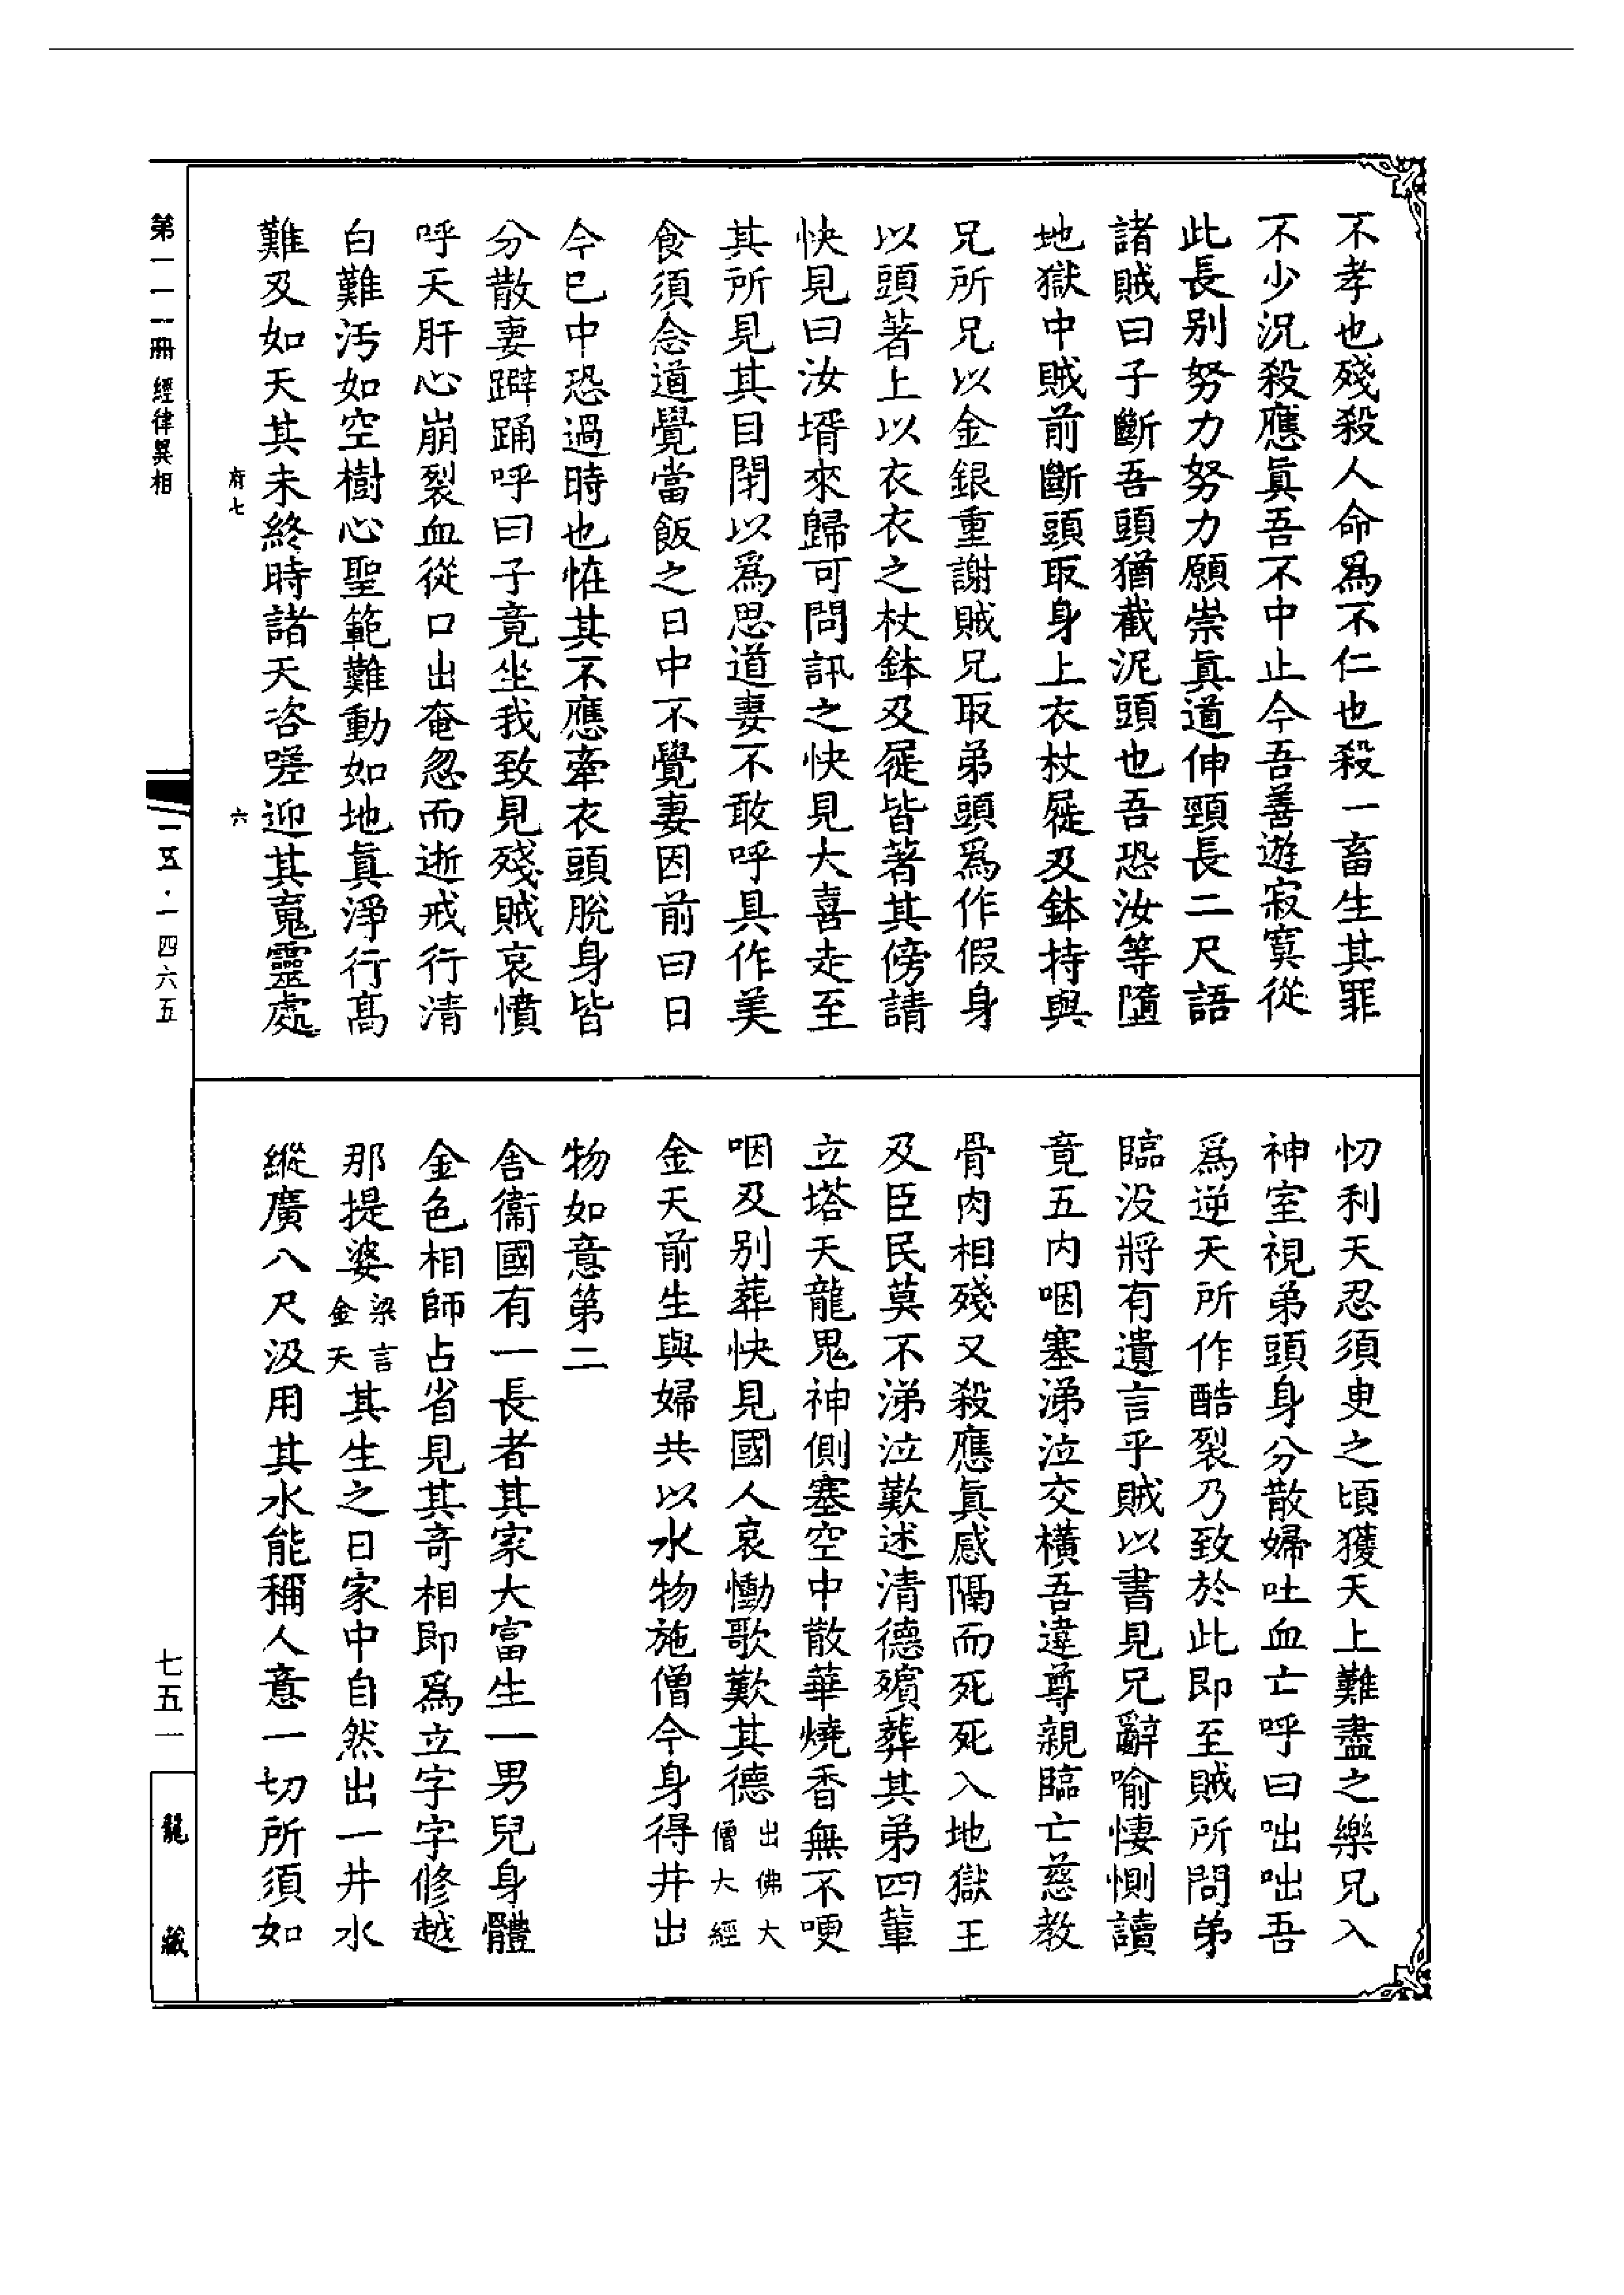 不孝也殘殺人命爲不仁也殺一畜生其罪
不少況殺應眞吾不中止今吾善遊寂寞從
此長别努力努力願崇眞道伸頸長二尺語
諸賊曰子斷吾頭猶截泥頭也吾恐汝等墮
地獄中賊前斷頭取身上衣杖屣及鉢持與
兄所兄以金銀重謝賊兄取弟頭爲作假身
以頭著上以衣衣之杖鉢及屣皆著其傍請
快見曰汝壻來歸可問訊之快見大喜走至
其所見其目閉以爲思道妻不敢呼具作美
食須念道覺當飯之日中不覺妻因前曰日
今已中恐過時也恠其不應牽衣頭脫身皆
分散妻躃踊呼曰子竟坐我致見殘賊哀憤
呼天肝心崩裂血從口出奄忽而逝戒行清
白難汚如空樹心聖範難動如地眞淨行高
難及如天其未終時諸天咨嗟迎其䰟靈處
府七
六
忉利天忍須臾之頃獲天上難盡之樂兄入
神室視弟頭身分散婦吐血亡呼曰咄咄吾
爲逆天所作酷裂乃致於此即至賊所問弟
臨没將有遺言乎賊以書見兄辭喻悽惻讀
竟五内咽塞涕泣交橫吾違尊親臨亡慈教
骨肉相殘又殺應眞感隔而死死入地獄王
及臣民莫不涕泣歎述清德殯葬其弟四輩
立塔天龍鬼神側塞空中散華燒香無不哽
咽及別葬快見國人哀慟歌歎其德出佛大僧大經
金天前生與婦共以水物施僧今身得井出
物如意第二
舍衞國有一長者其家大富生一男兒身體
金色相師占省見其奇相即爲立字字修越
那提婆梁言金天其生之日家中自然出一井水
縱廣八尺汲用其水能稱人意一切所須如
第一一一冊 經律異相
一五·一四六五
七五一
龍藏